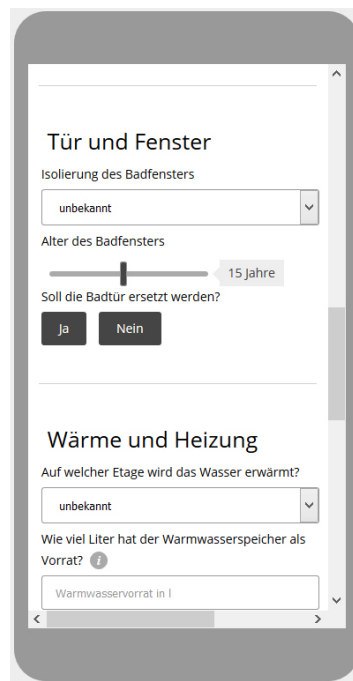 Tür und Fenster
Isolierung des Badfensters
unbekannt
Alter des Badfensters
15 Jahre
Soll die Badtür ersetzt werden?
Ja Nein
Wärme und Heizung
Auf welcher Etage wird das Wasser erwärmt?
unbekannt
Wie viel Liter hat der Warmwasserspeicher als
Vorrat? i
Warmwasservorrat in l